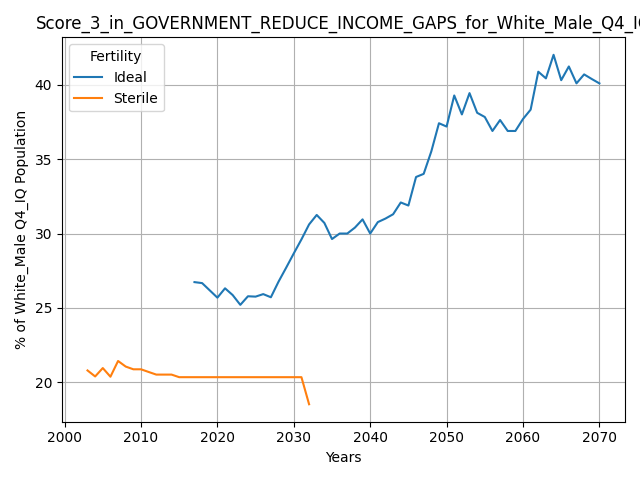 Score_3_in_GOVERNMENT_REDUCE_INCOME_GAPS_for_White_Male_Q4_IQ
Fertility
Ideal
Sterile
% of White_Male Q4_IQ Population
40
35
30
25
20
2000 2010 2020 2030 2040 2050 2060 2070
Years